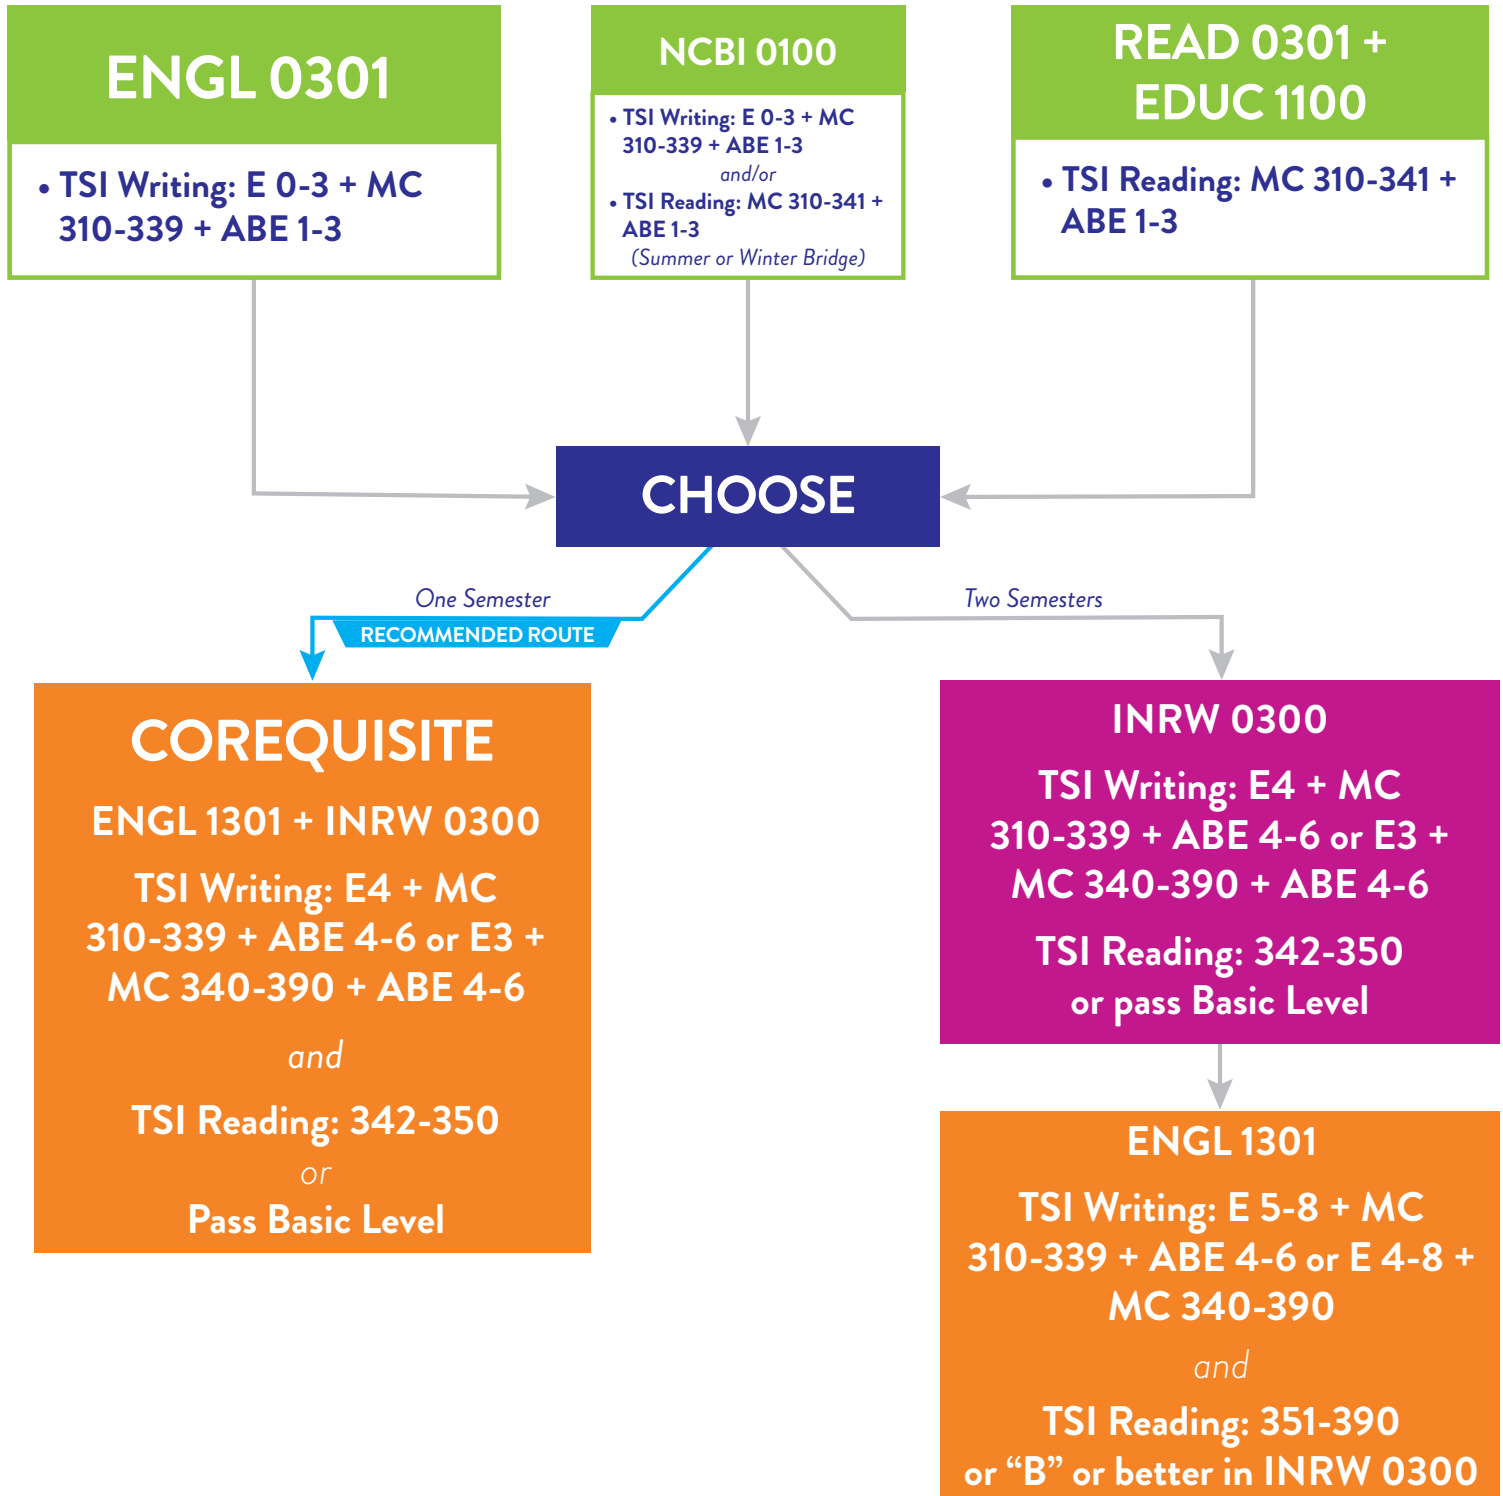 ENGL 0301
• TSI Writing: E 0-3 + MC
310-339 + ABE 1-3
NCBI 0100
• TSI Writing: E 0-3 + MC
310-339 + ABE 1-3
and/or
• TSI Reading: MC 310-341 +
ABE 1-3
(Summer or Winter Bridge)
READ 0301 +
EDUC 1100
• TSI Reading: MC 310-341 +
ABE 1-3
CHOOSE
One Semester
RECOMMENDED ROUTE
Two Semesters
COREQUISITE
ENGL 1301 + INRW 0300
TSI Writing: E4 + MC
310-339 + ABE 4-6 or E3 +
MC 340-390 + ABE 4-6
and
TSI Reading: 342-350
or
Pass Basic Level
INRW 0300
TSI Writing: E4 + MC
310-339 + ABE 4-6 or E3 +
MC 340-390 + ABE 4-6
TSI Reading: 342-350
or pass Basic Level
ENGL 1301
TSI Writing: E 5-8 + MC
310-339 + ABE 4-6 or E 4-8 +
MC 340-390
and
TSI Reading: 351-390
or “B” or better in INRW 0300